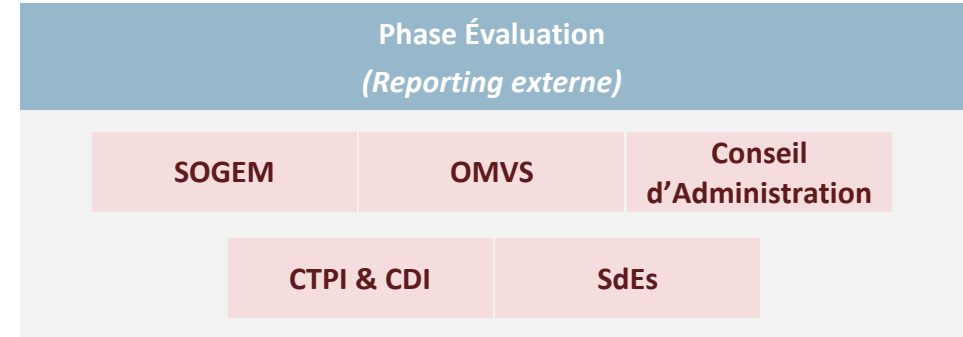 Phase Évaluation
(Reporting externe)
SOGEM
OMVS
Conseil
d’Administration
CTPI & CDI
SdEs